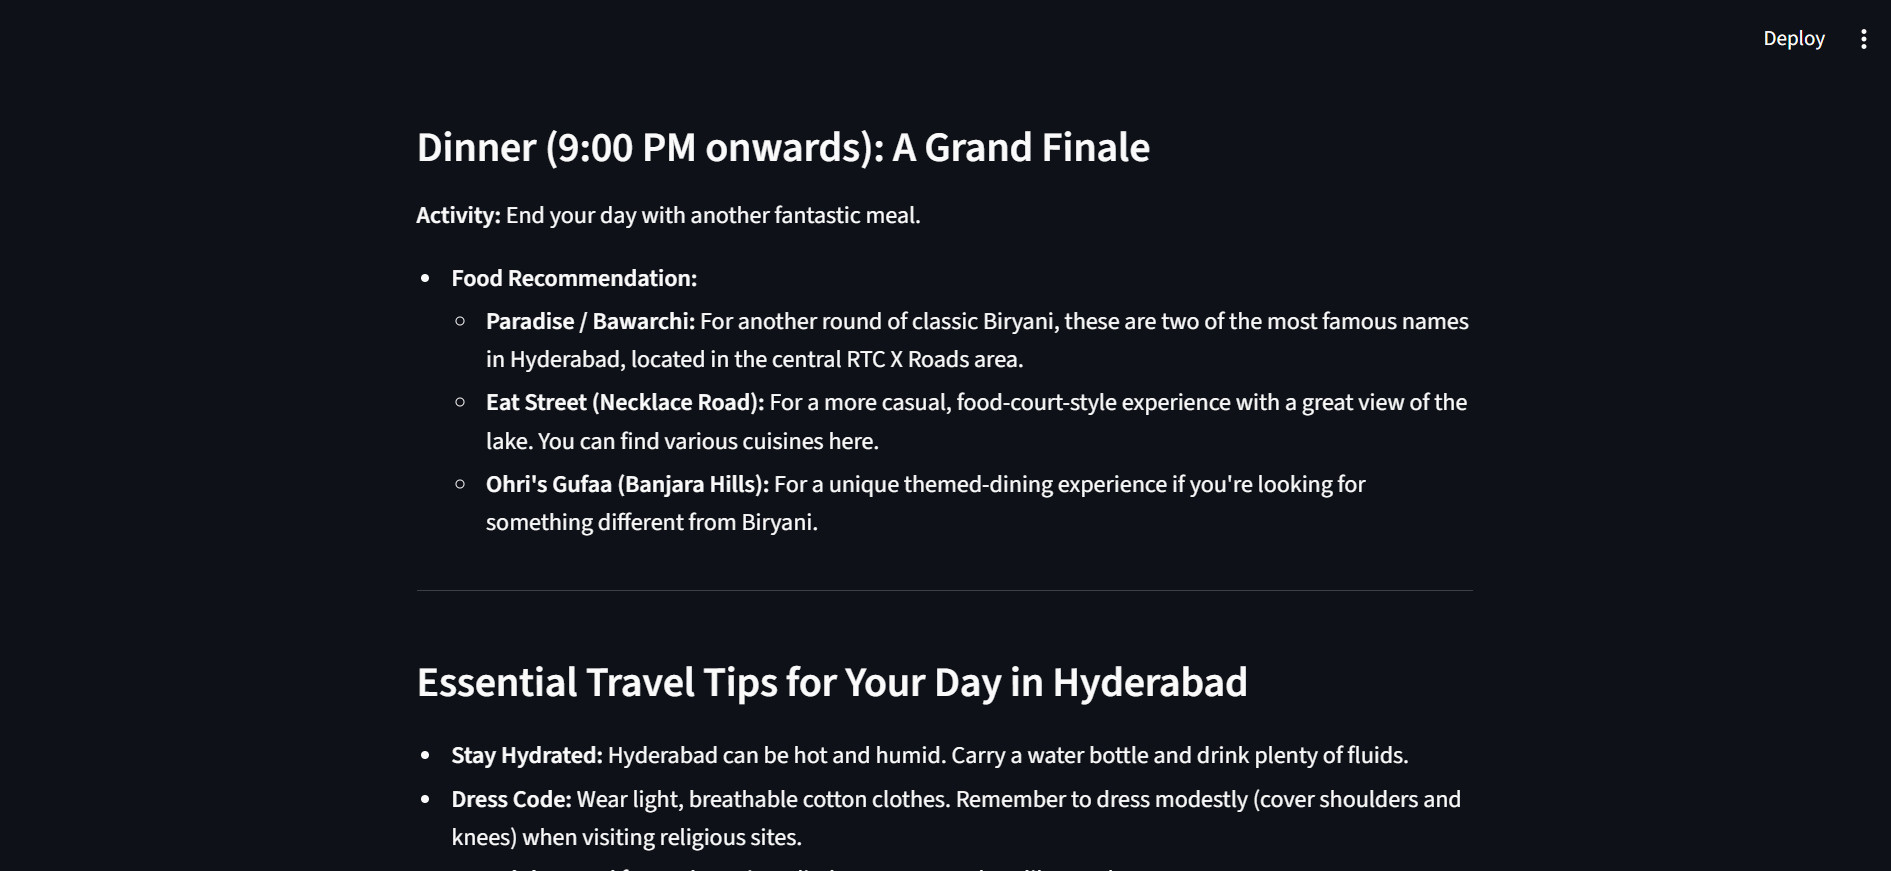 Deploy
Dinner (9:00 PM onwards): A Grand Finale
Activity: End your day with another fantastic meal.
Food Recommendation:
Paradise / Bawarchi: For another round of classic Biryani, these are two of the most famous names
in Hyderabad, located in the central RTC X Roads area.
Eat Street (Necklace Road): For a more casual, food-court-style experience with a great view of the
lake. You can find various cuisines here.
Ohri's Gufaa (Banjara Hills): For a unique themed-dining experience if you're looking for
something different from Biryani.
Essential Travel Tips for Your Day in Hyderabad
Stay Hydrated: Hyderabad can be hot and humid. Carry a water bottle and drink plenty of fluids.
Dress Code: Wear light, breathable cotton clothes. Remember to dress modestly (cover shoulders and
knees) when visiting religious sites.